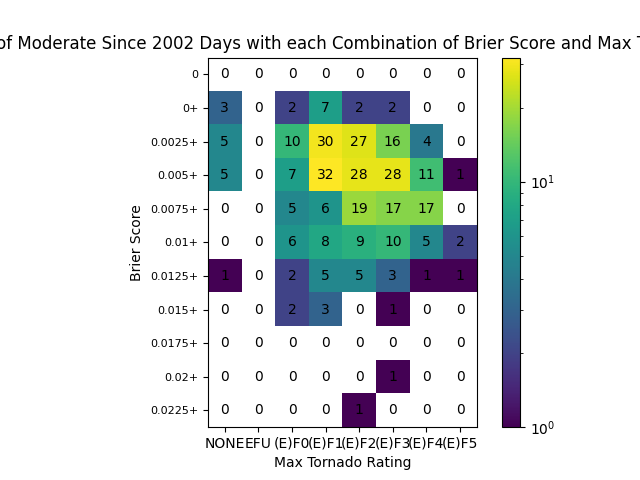 of Moderate Since 2002 Days with each Combination of Brier Score and Max
0 0 0 0 0 0 0 0 0
0+ 3 0 2 7 2 2 0 0
0.0025+ 5 0 10 30 27 16 4 0
0.005+ 5 0 7 32 28 28 11 1
0.0075+ 0 0 5 6 19 17 17 0
0.01+ 0 0 6 8 9 10 5 2
0.0125+ 1 0 2 5 5 3 1 1
0.015+ 0 0 2 3 0 1 0 0
0.0175+ 0 0 0 0 0 0 0 0
0.02+ 0 0 0 0 0 1 0 0
0.0225+ 0 0 0 0 1 0 0 0
NONE EFU (E)F0 (E)F1 (E)F2 (E)F3 (E)F4 (E)F5
Max Tornado Rating
Brier Score
10¹
10⁰